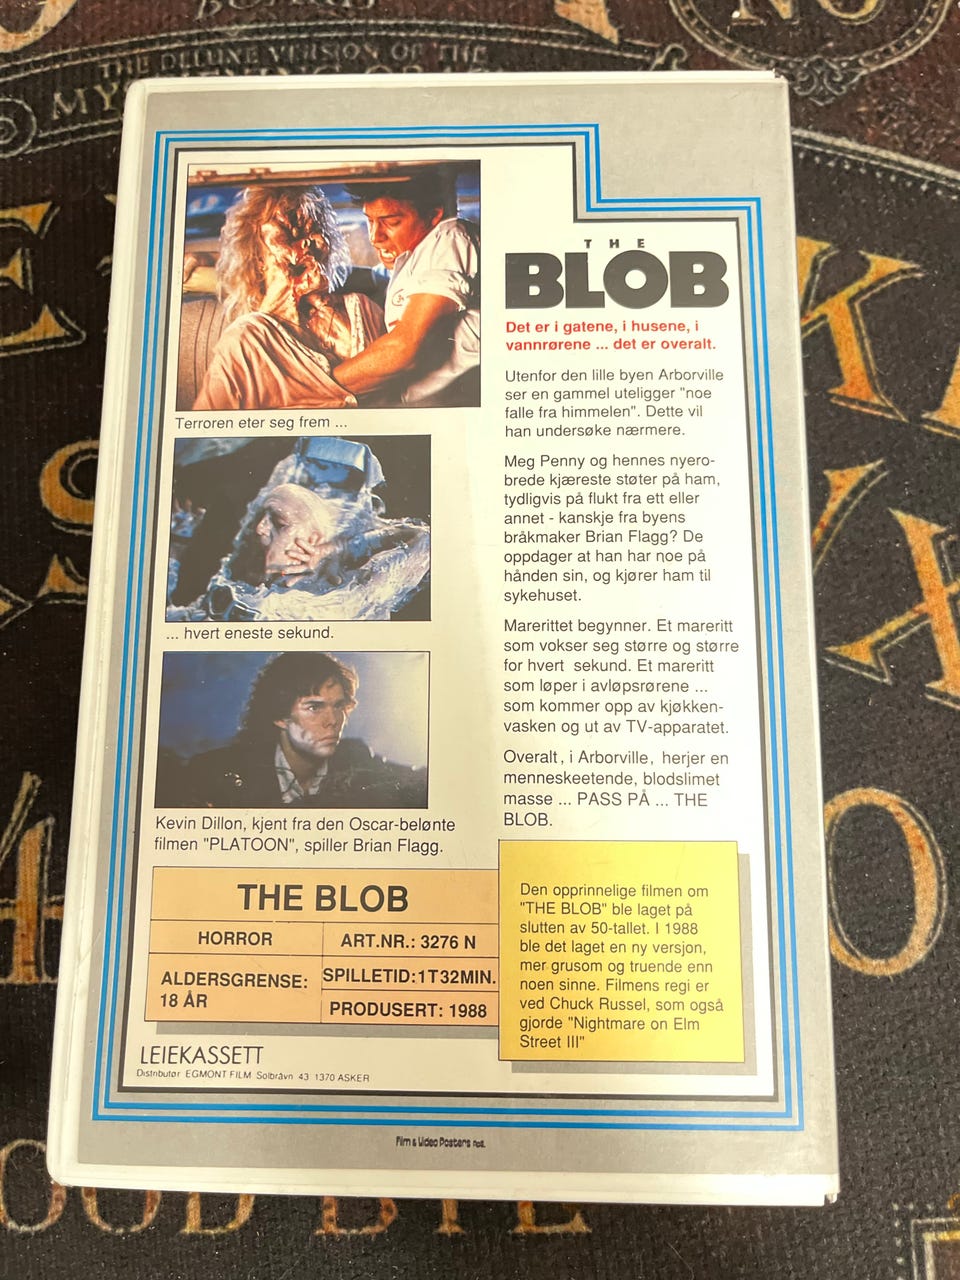 THE DELUXE VERSION OF THE
NO
THE
BLOB
Det er i gatene, i husene, i
vannrørene ... det er overalt.
Utenfor den lille byen Arborville
ser en gammel uteligger "noe
falle fra himmelen". Dette vil
han undersøke nærmere.
Meg Penny og hennes nyero-
brede kjæreste støter på ham,
tydligvis på flukt fra ett eller
annet - kanskje fra byens
bråkmaker Brian Flagg? De
oppdager at han har noe på
hånden sin, og kjører ham til
sykehuset.
Marerittet begynner. Et mareritt
som vokser seg større og større
for hvert sekund. Et mareritt
som løper i avløpsrørene ...
som kommer opp av kjøkken-
vasken og ut av TV-apparatet.
Overalt, i Arborville, herjer en
menneskeetende, blodslimet
masse ... PASS PÅ ... THE
BLOB.
Terroren eter seg frem ...
... hvert eneste sekund.
Kevin Dillon, kjent fra den Oscar-belønte
filmen "PLATOON", spiller Brian Flagg.
THE BLOB
HORROR
ART.NR.: 3276 N
ALDERSGRENSE:
18 ÅR
SPILLETID:1T32MIN.
PRODUSERT: 1988
Den opprinnelige filmen om
"THE BLOB" ble laget på
slutten av 50-tallet. I 1988
ble det laget en ny versjon,
mer grusom og truende enn
noen sinne. Filmens regi er
ved Chuck Russel, som også
gjorde "Nightmare on Elm
Street III"
LEIEKASSETT
Distributør EGMONT FILM Solbråvn 43 1370 ASKER
Film & Video Posters nos.
OOD BYE